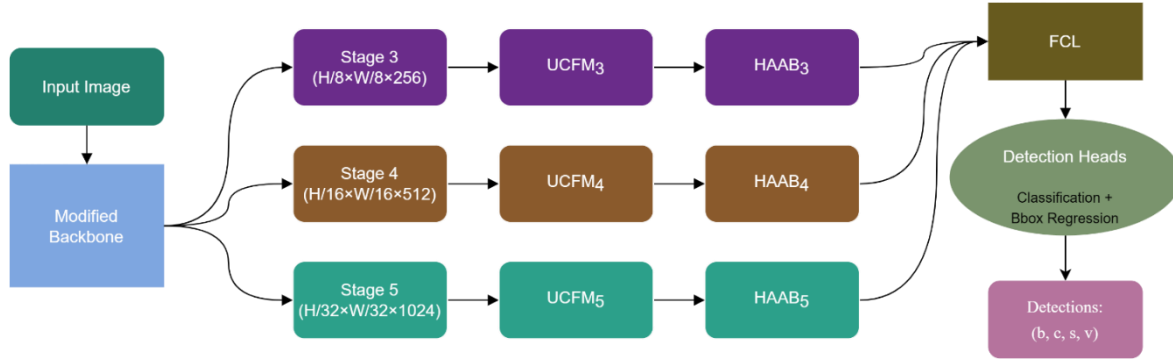 Input Image
Modified
Backbone
Stage 3
(H/8×W/8×256)
UCFM₃
HAAB₃
Stage 4
(H/16×W/16×512)
UCFM₄
HAAB₄
Stage 5
(H/32×W/32×1024)
UCFM₅
HAAB₅
FCL
Detection Heads
Classification +
Bbox Regression
Detections:
(b, c, s, v)